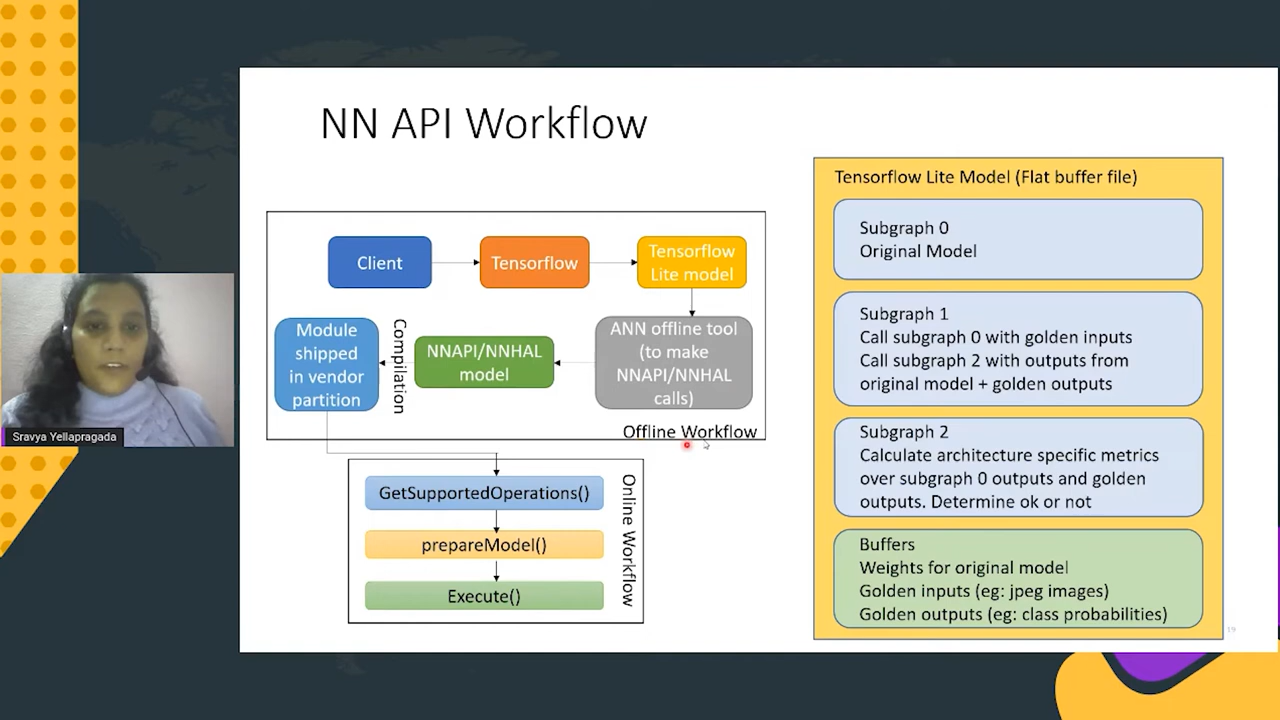 NN API Workflow
Client
Tensorflow
Tensorflow
Lite model
Module
shipped
in vendor
partition
Compilation
NNAPI/NNHAL
model
ANN offline tool
(to make
NNAPI/NNHAL
calls)
Offline Workflow
GetSupportedOperations()
prepareModel()
Execute()
Online Workflow
Tensorflow Lite Model (Flat buffer file)
Subgraph 0
Original Model
Subgraph 1
Call subgraph 0 with golden inputs
Call subgraph 2 with outputs from
original model + golden outputs
Subgraph 2
Calculate architecture specific metrics
over subgraph 0 outputs and golden
outputs. Determine ok or not
Buffers
Weights for original model
Golden inputs (eg: jpeg images)
Golden outputs (eg: class probabilities)
19
Sravya Yellapragada